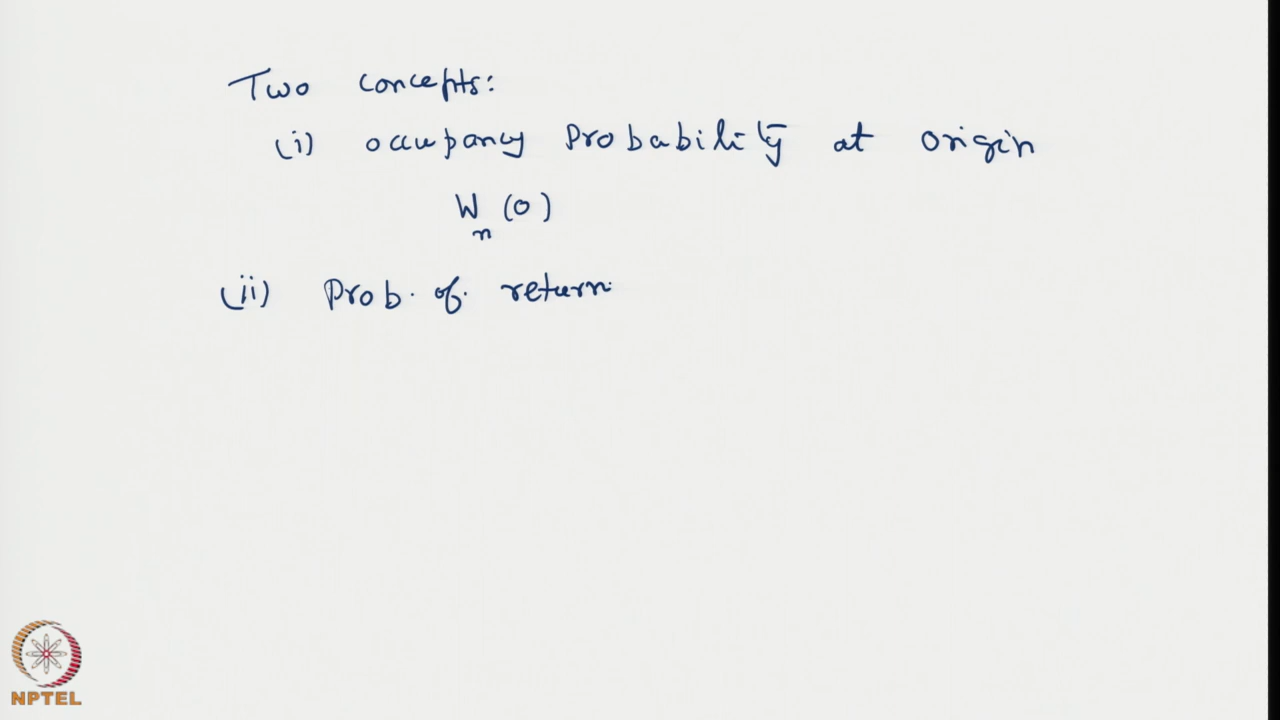 Two concepts:
(i) occupancy Probability at origin
W_n (0)
(ii) Prob. of. return
NPTEL